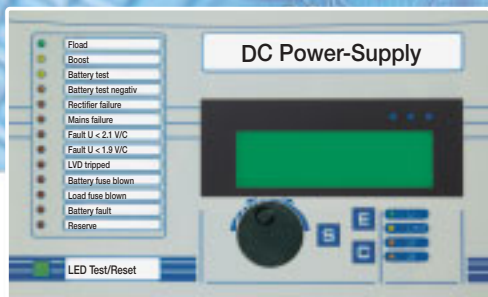 Fload
Boost
Battery test
Battery test negativ
Rectifier failure
Mains failure
Fault U < 2.1 V/C
Fault U < 1.9 V/C
LVD tripped
Battery fuse blown
Load fuse blown
Battery fault
Reserve
LED Test/Reset
DC Power-Supply
S
E
C